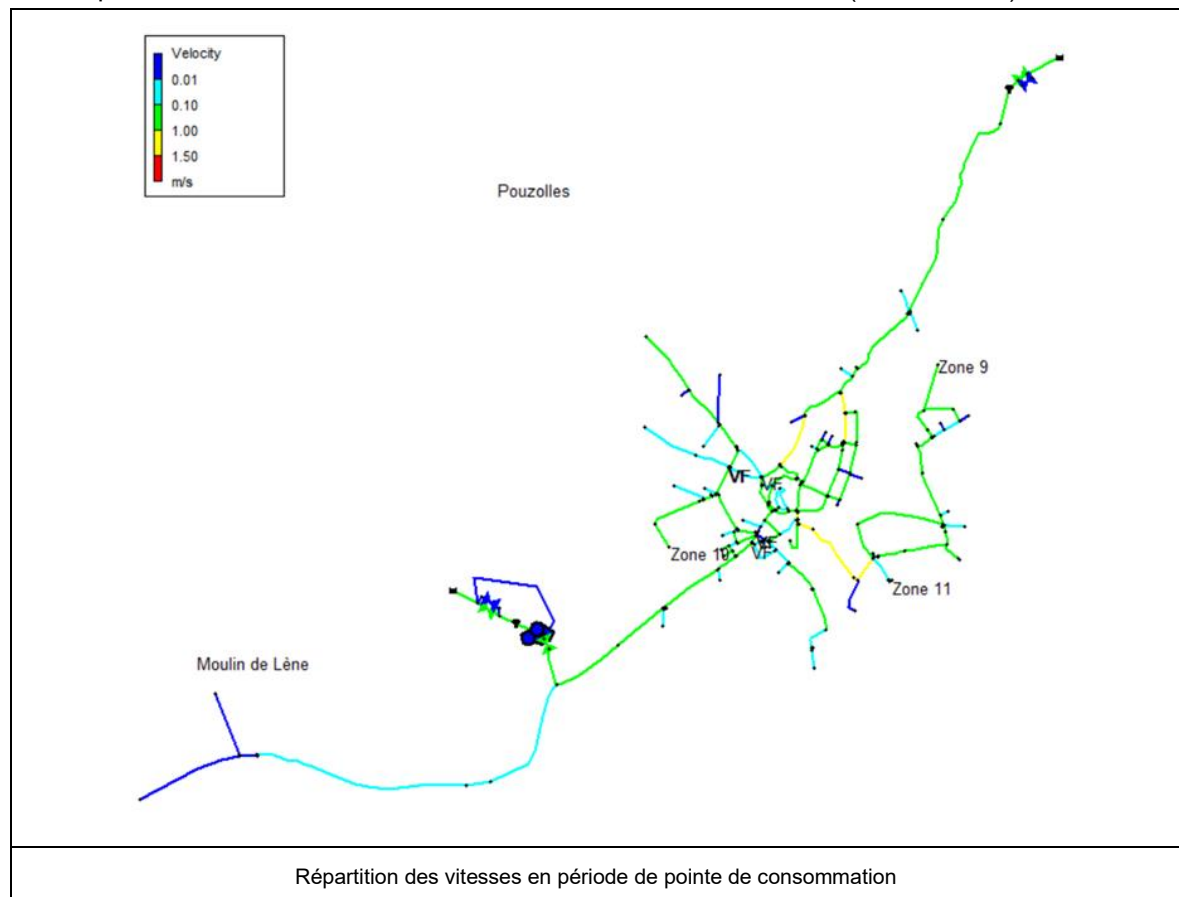 Velocity
0.01
0.10
1.00
1.50
m/s
Pouzolles
Zone 9
VF
VF
VF
Zone 10
Zone 11
Moulin de Lène
Répartition des vitesses en période de pointe de consommation